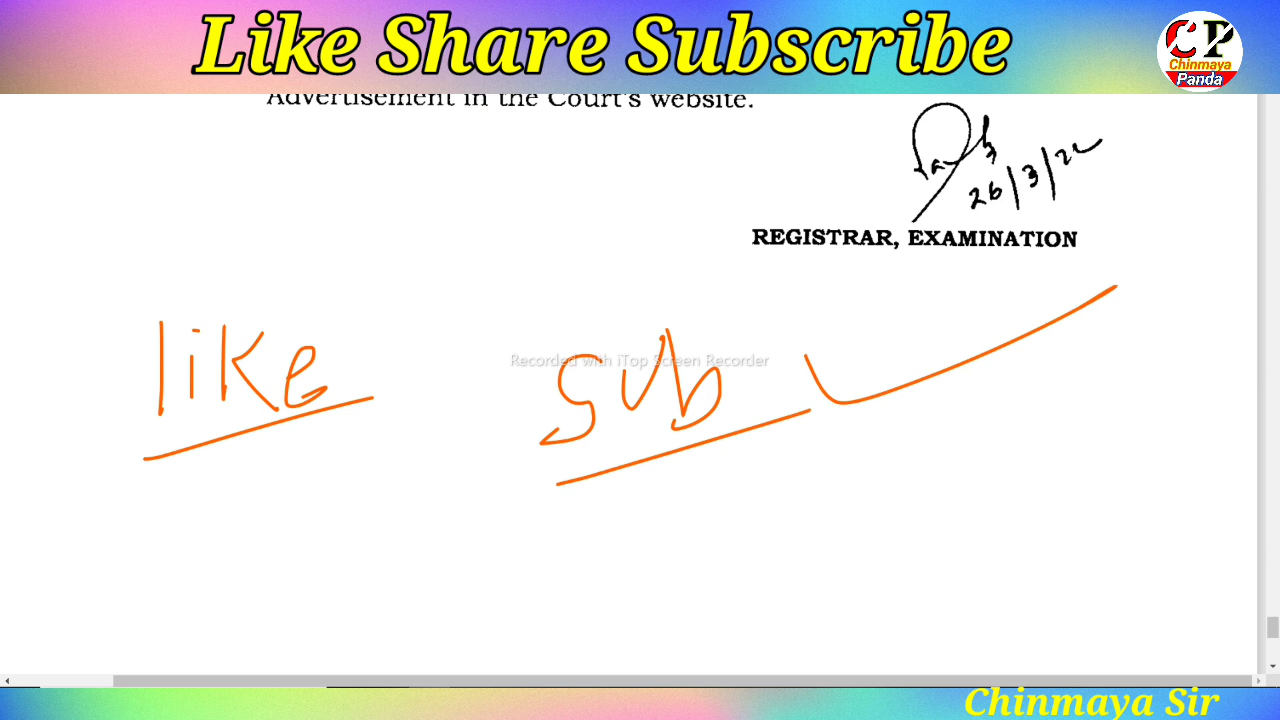 Like Share Subscribe
CP
Chinmaya
Panda
Advertisement in the Court's website.
26/3/22
REGISTRAR, EXAMINATION
like sub
Recorded with iTop Screen Recorder
Chinmaya Sir